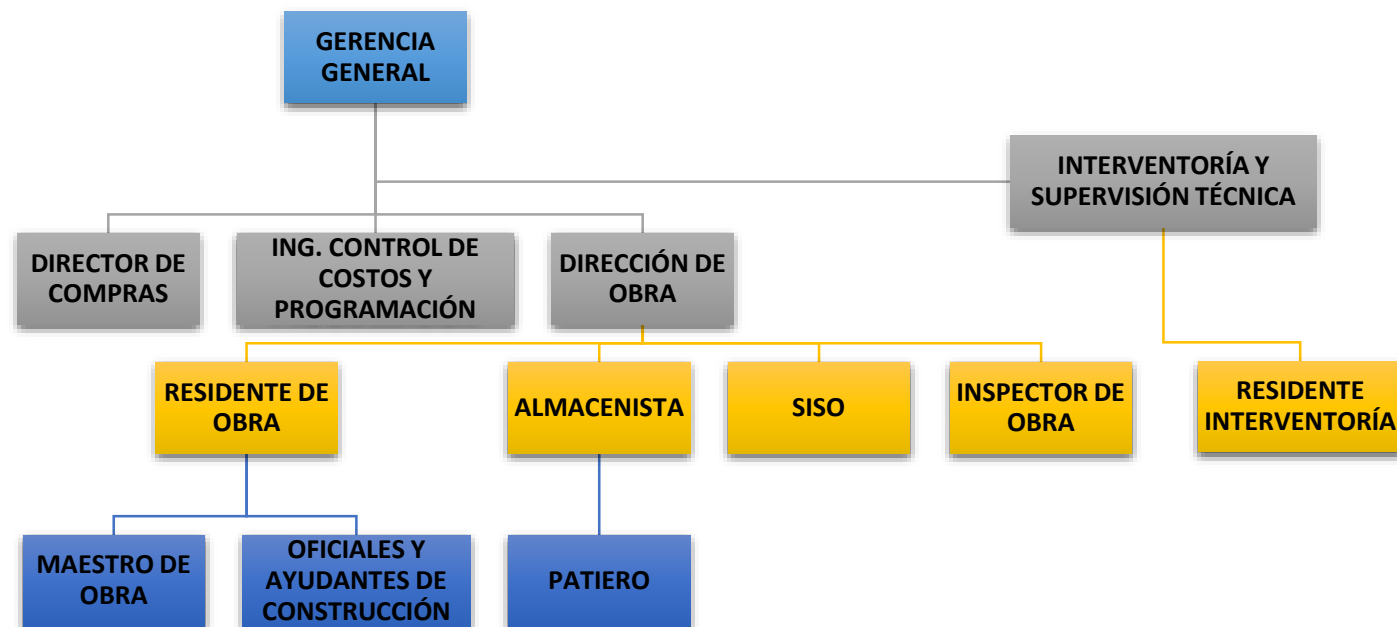 GERENCIA
GENERAL
INTERVENTORÍA Y
SUPERVISIÓN TÉCNICA
DIRECTOR DE
COMPRAS
ING. CONTROL DE
COSTOS Y
PROGRAMACIÓN
DIRECCIÓN DE
OBRA
RESIDENTE DE
OBRA
ALMACENISTA
SISO
INSPECTOR DE
OBRA
RESIDENTE
INTERVENTORÍA
MAESTRO DE
OBRA
OFICIALES Y
AYUDANTES DE
CONSTRUCCIÓN
PATIERO